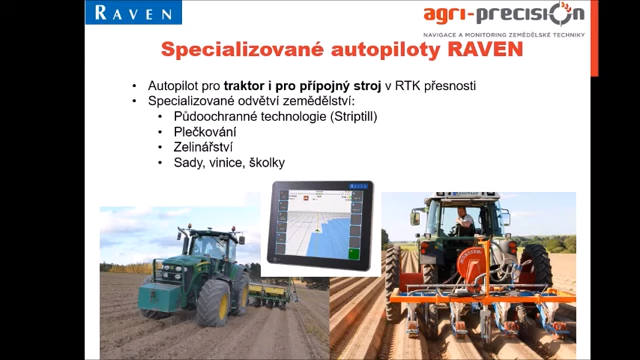 RAVEN
agri-precision
NAVIGACE A MONITORING ZEMĚDĚLSKÉ TECHNIKY
Specializované autopiloty RAVEN
• Autopilot pro traktor i pro přípojný stroj v RTK přesnosti
• Specializované odvětví zemědělství:
• Půdoochranné technologie (Striptill)
• Plečkování
• Zelinářství
• Sady, vinice, školky
RAVEN